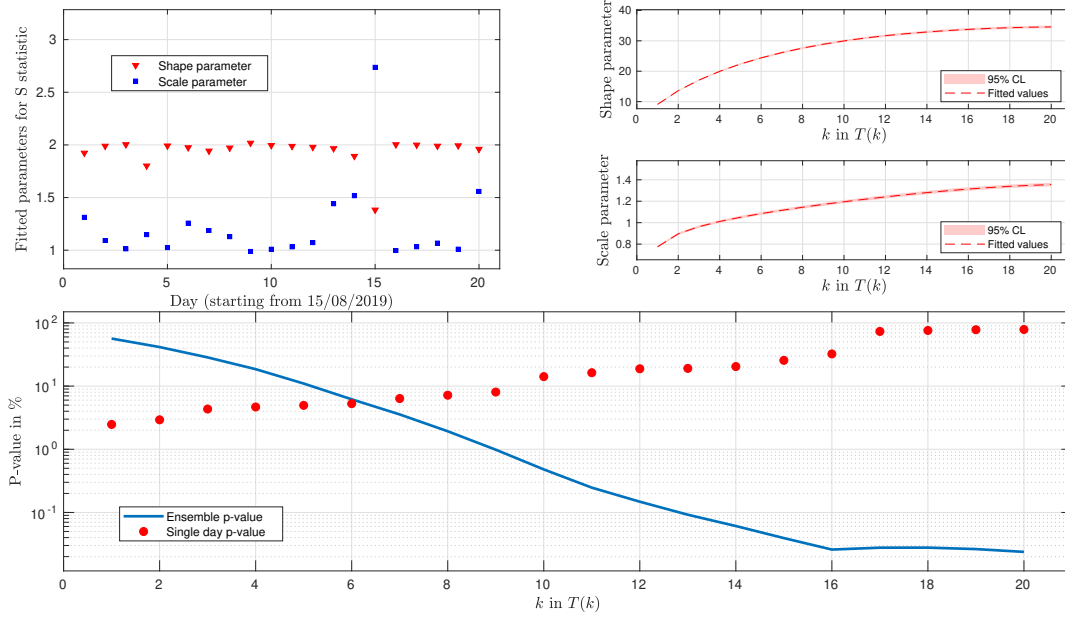 Fitted parameters for S statistic
3
2.5
2
1.5
1
Shape parameter
Scale parameter
0 5 10 15 20
Day (starting from 15/08/2019)
Shape parameter
40
30
20
10
95% CL
Fitted values
0 2 4 6 8 10 12 14 16 18 20
k in T(k)
Scale parameter
1.4
1.2
1
0.8
95% CL
Fitted values
0 2 4 6 8 10 12 14 16 18 20
k in T(k)
P-value in %
10^2
10^1
10^0
10^-1
Ensemble p-value
Single day p-value
0 2 4 6 8 10 12 14 16 18 20
k in T(k)